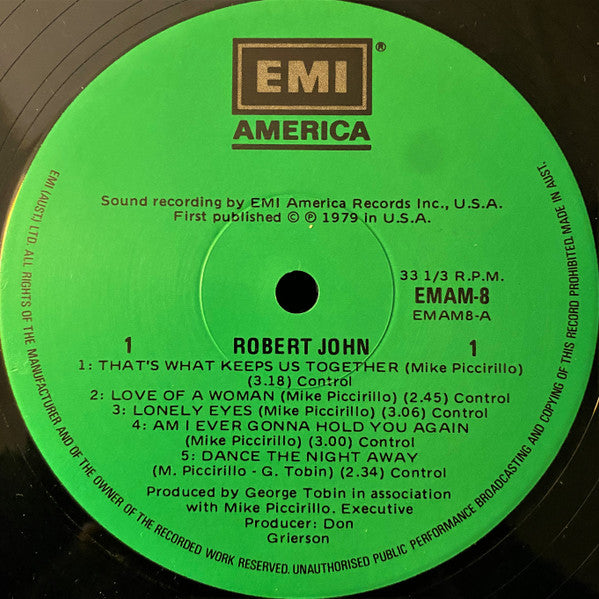 EMI
®
AMERICA
Sound recording by EMI America Records Inc., U.S.A.
First published © ℗ 1979 in U.S.A.
33 1/3 R.P.M.
EMAM-8
EMAM8-A
1 ROBERT JOHN 1
1: THAT'S WHAT KEEPS US TOGETHER (Mike Piccirillo)
(3.18) Control
2: LOVE OF A WOMAN (Mike Piccirillo) (2.45) Control
3: LONELY EYES (Mike Piccirillo) (3.06) Control
4: AM I EVER GONNA HOLD YOU AGAIN
(Mike Piccirillo) (3.00) Control
5: DANCE THE NIGHT AWAY
(M. Piccirillo - G. Tobin) (2.34) Control
Produced by George Tobin in association
with Mike Piccirillo. Executive
Producer: Don
Grierson
EMI (AUST.) LTD. ALL RIGHTS OF THE MANUFACTURER AND OF THE OWNER OF THE RECORDED WORK RESERVED. UNAUTHORISED PUBLIC PERFORMANCE BROADCASTING AND COPYING OF THIS RECORD PROHIBITED. MADE IN AUST.